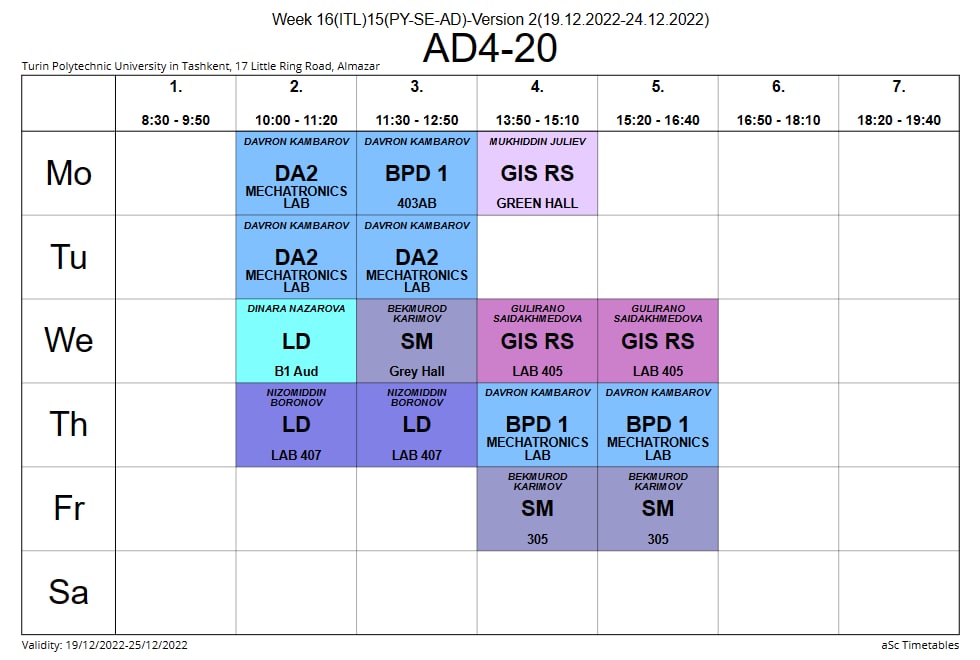 Week 16(ITL)15(PY-SE-AD)-Version 2(19.12.2022-24.12.2022)
AD4-20
Turin Polytechnic University in Tashkent, 17 Little Ring Road, Almazar
1. 2. 3. 4. 5. 6. 7.
8:30 - 9:50 10:00 - 11:20 11:30 - 12:50 13:50 - 15:10 15:20 - 16:40 16:50 - 18:10 18:20 - 19:40
Mo
DAVRON KAMBAROV
DA2
MECHATRONICS
LAB
DAVRON KAMBAROV
BPD 1
403AB
MUKHIDDIN JULIEV
GIS RS
GREEN HALL
Tu
DAVRON KAMBAROV
DA2
MECHATRONICS
LAB
DAVRON KAMBAROV
DA2
MECHATRONICS
LAB
We
DINARA NAZAROVA
LD
B1 Aud
BEKMUROD
KARIMOV
SM
Grey Hall
GULIRANO
SAIDAKHMEDOVA
GIS RS
LAB 405
GULIRANO
SAIDAKHMEDOVA
GIS RS
LAB 405
Th
NIZOMIDDIN
BORONOV
LD
LAB 407
NIZOMIDDIN
BORONOV
LD
LAB 407
DAVRON KAMBAROV
BPD 1
MECHATRONICS
LAB
DAVRON KAMBAROV
BPD 1
MECHATRONICS
LAB
Fr
BEKMUROD
KARIMOV
SM
305
BEKMUROD
KARIMOV
SM
305
Sa
Validity: 19/12/2022-25/12/2022
aSc Timetables